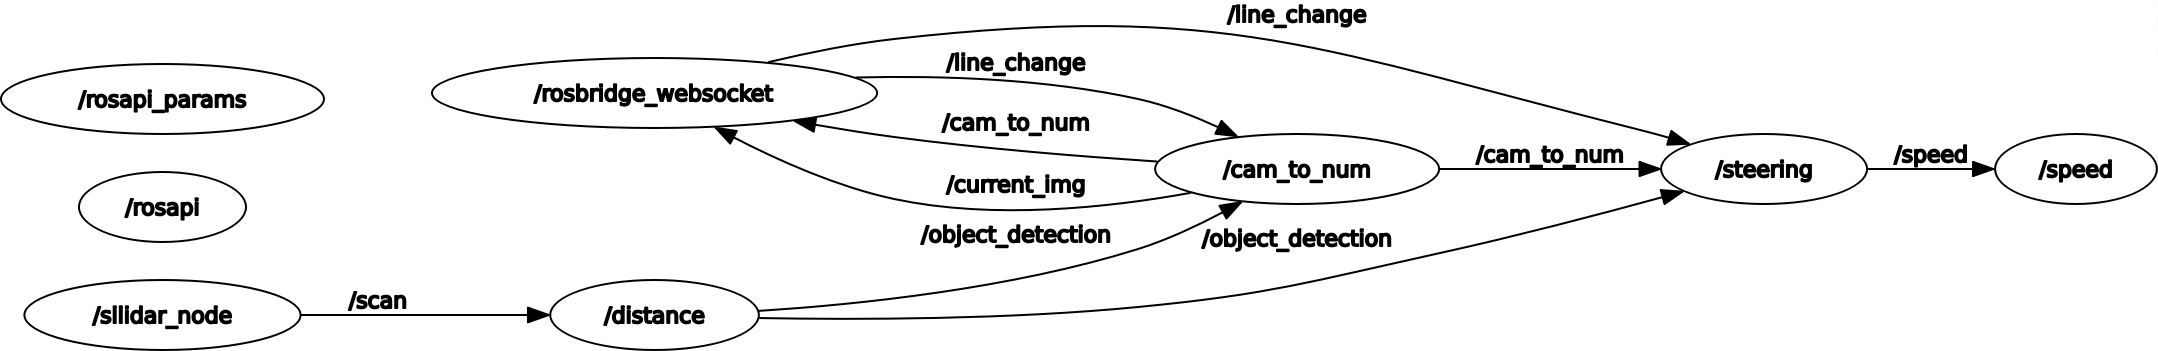 /line_change
/line_change
/rosapi_params
/rosbridge_websocket
/cam_to_num
/cam_to_num
/cam_to_num
/steering
/speed
/speed
/current_img
/rosapi
/object_detection
/object_detection
/scan
/sllidar_node
/distance